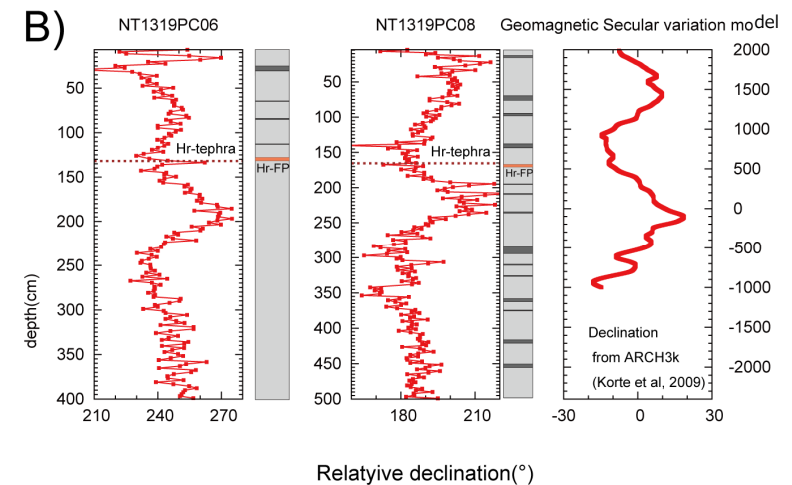 B)
NT1319PC06
NT1319PC08
Geomagnetic Secular variation model
50
100
150
200
250
300
350
400
depth(cm)
210
240
270
Hr-tephra
Hr-FP
50
100
150
200
250
300
350
400
450
500
180
210
Hr-tephra
Hr-FP
2000
1500
1000
500
0
-500
-1000
-1500
-2000
-30
0
30
Declination
from ARCH3k
(Korte et al, 2009)
Relatyive declination(°)